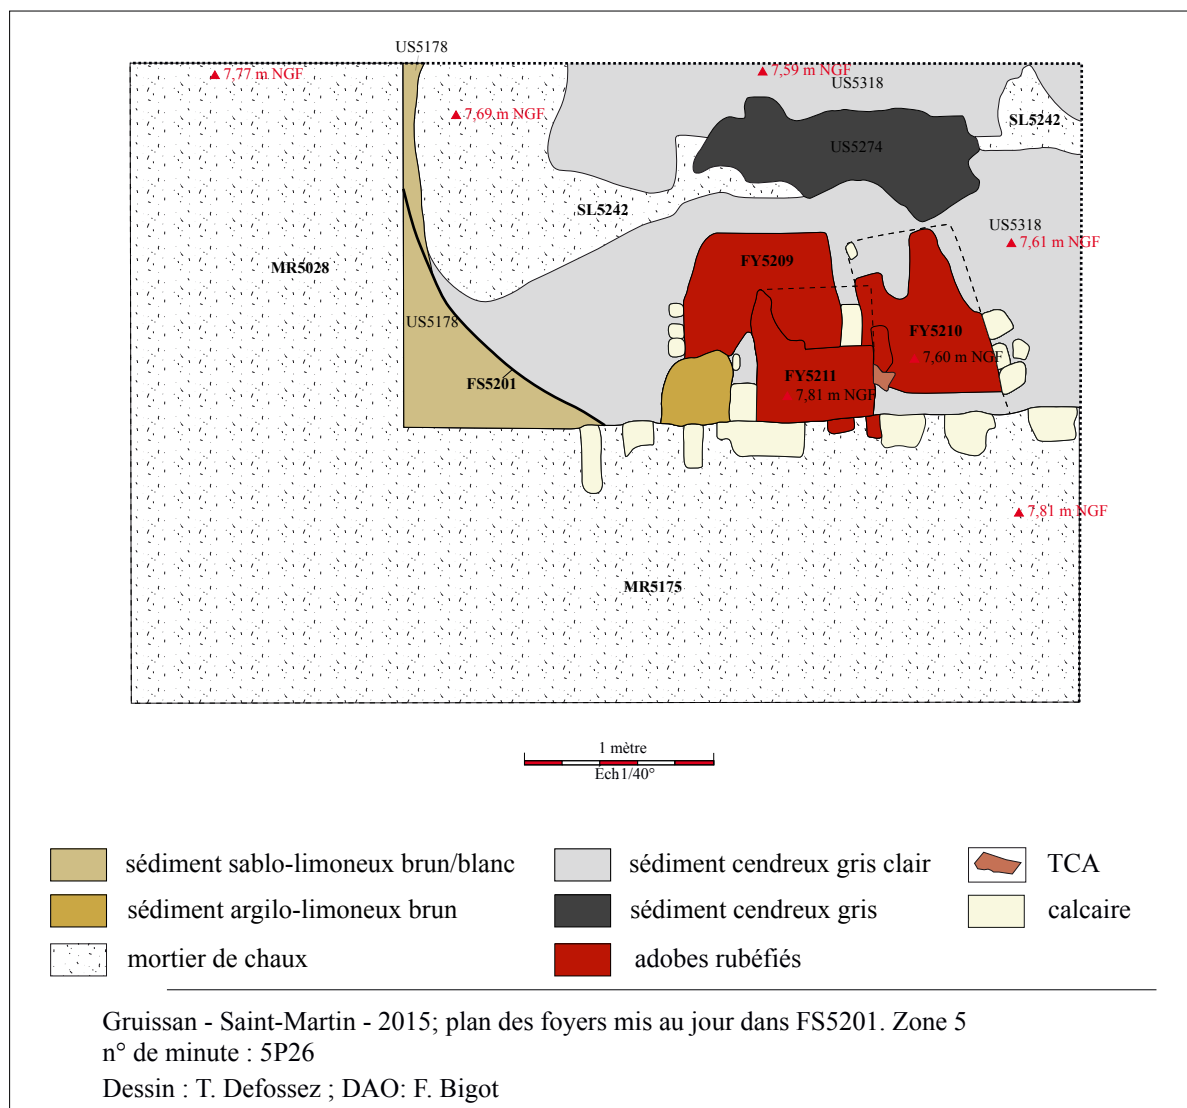 US5178
7,77 m NGF
7,59 m NGF
US5318
7,69 m NGF
SL5242
US5274
SL5242
US5318
7,61 m NGF
MR5028
FY5209
US5178
FY5210
7,60 m NGF
FS5201
FY5211
7,81 m NGF
7,81 m NGF
MR5175
1 mètre
Éch1/40°
sédiment sablo-limoneux brun/blanc
sédiment cendreux gris clair
TCA
sédiment argilo-limoneux brun
sédiment cendreux gris
calcaire
mortier de chaux
adobes rubéfiés
Gruissan - Saint-Martin - 2015; plan des foyers mis au jour dans FS5201. Zone 5
n° de minute : 5P26
Dessin : T. Defossez ; DAO: F. Bigot